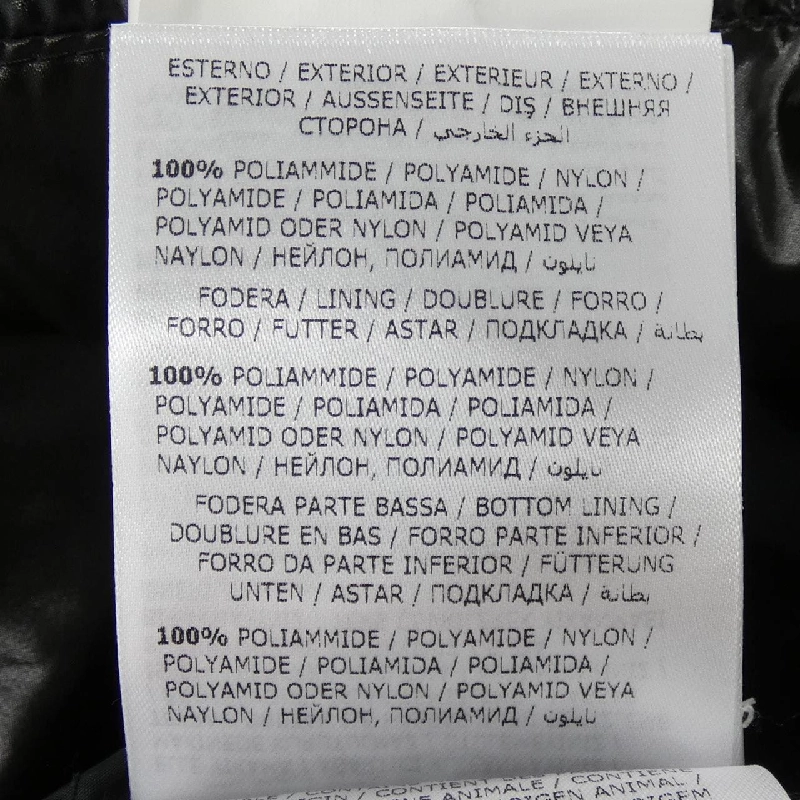 ESTERNO / EXTERIOR / EXTERIEUR / EXTERNO /
EXTERIOR / AUSSENSEITE / DIŞ / ВНЕШНЯЯ
СТОРОНА / الجزء الخارجي
100% POLIAMMIDE / POLYAMIDE / NYLON /
POLYAMIDE / POLIAMIDA / POLIAMIDA /
POLYAMID ODER NYLON / POLYAMID VEYA
NAYLON / НЕЙЛОН, ПОЛИАМИД / نايلون
FODERA / LINING / DOUBLURE / FORRO /
FORRO / FUTTER / ASTAR / ПОДКЛАДКА / بطانة
100% POLIAMMIDE / POLYAMIDE / NYLON /
POLYAMIDE / POLIAMIDA / POLIAMIDA /
POLYAMID ODER NYLON / POLYAMID VEYA
NAYLON / НЕЙЛОН, ПОЛИАМИД / نايلون
FODERA PARTE BASSA / BOTTOM LINING /
DOUBLURE EN BAS / FORRO PARTE INFERIOR /
FORRO DA PARTE INFERIOR / FÜTTERUNG
UNTEN / ASTAR / ПОДКЛАДКА / بطانة
100% POLIAMMIDE / POLYAMIDE / NYLON /
POLYAMIDE / POLIAMIDA / POLIAMIDA /
POLYAMID ODER NYLON / POLYAMID VEYA
NAYLON / НЕЙЛОН, ПОЛИАМИД / نايلون
CONTIENT / CONTIENE
ANIMALE /
ANIMAL /